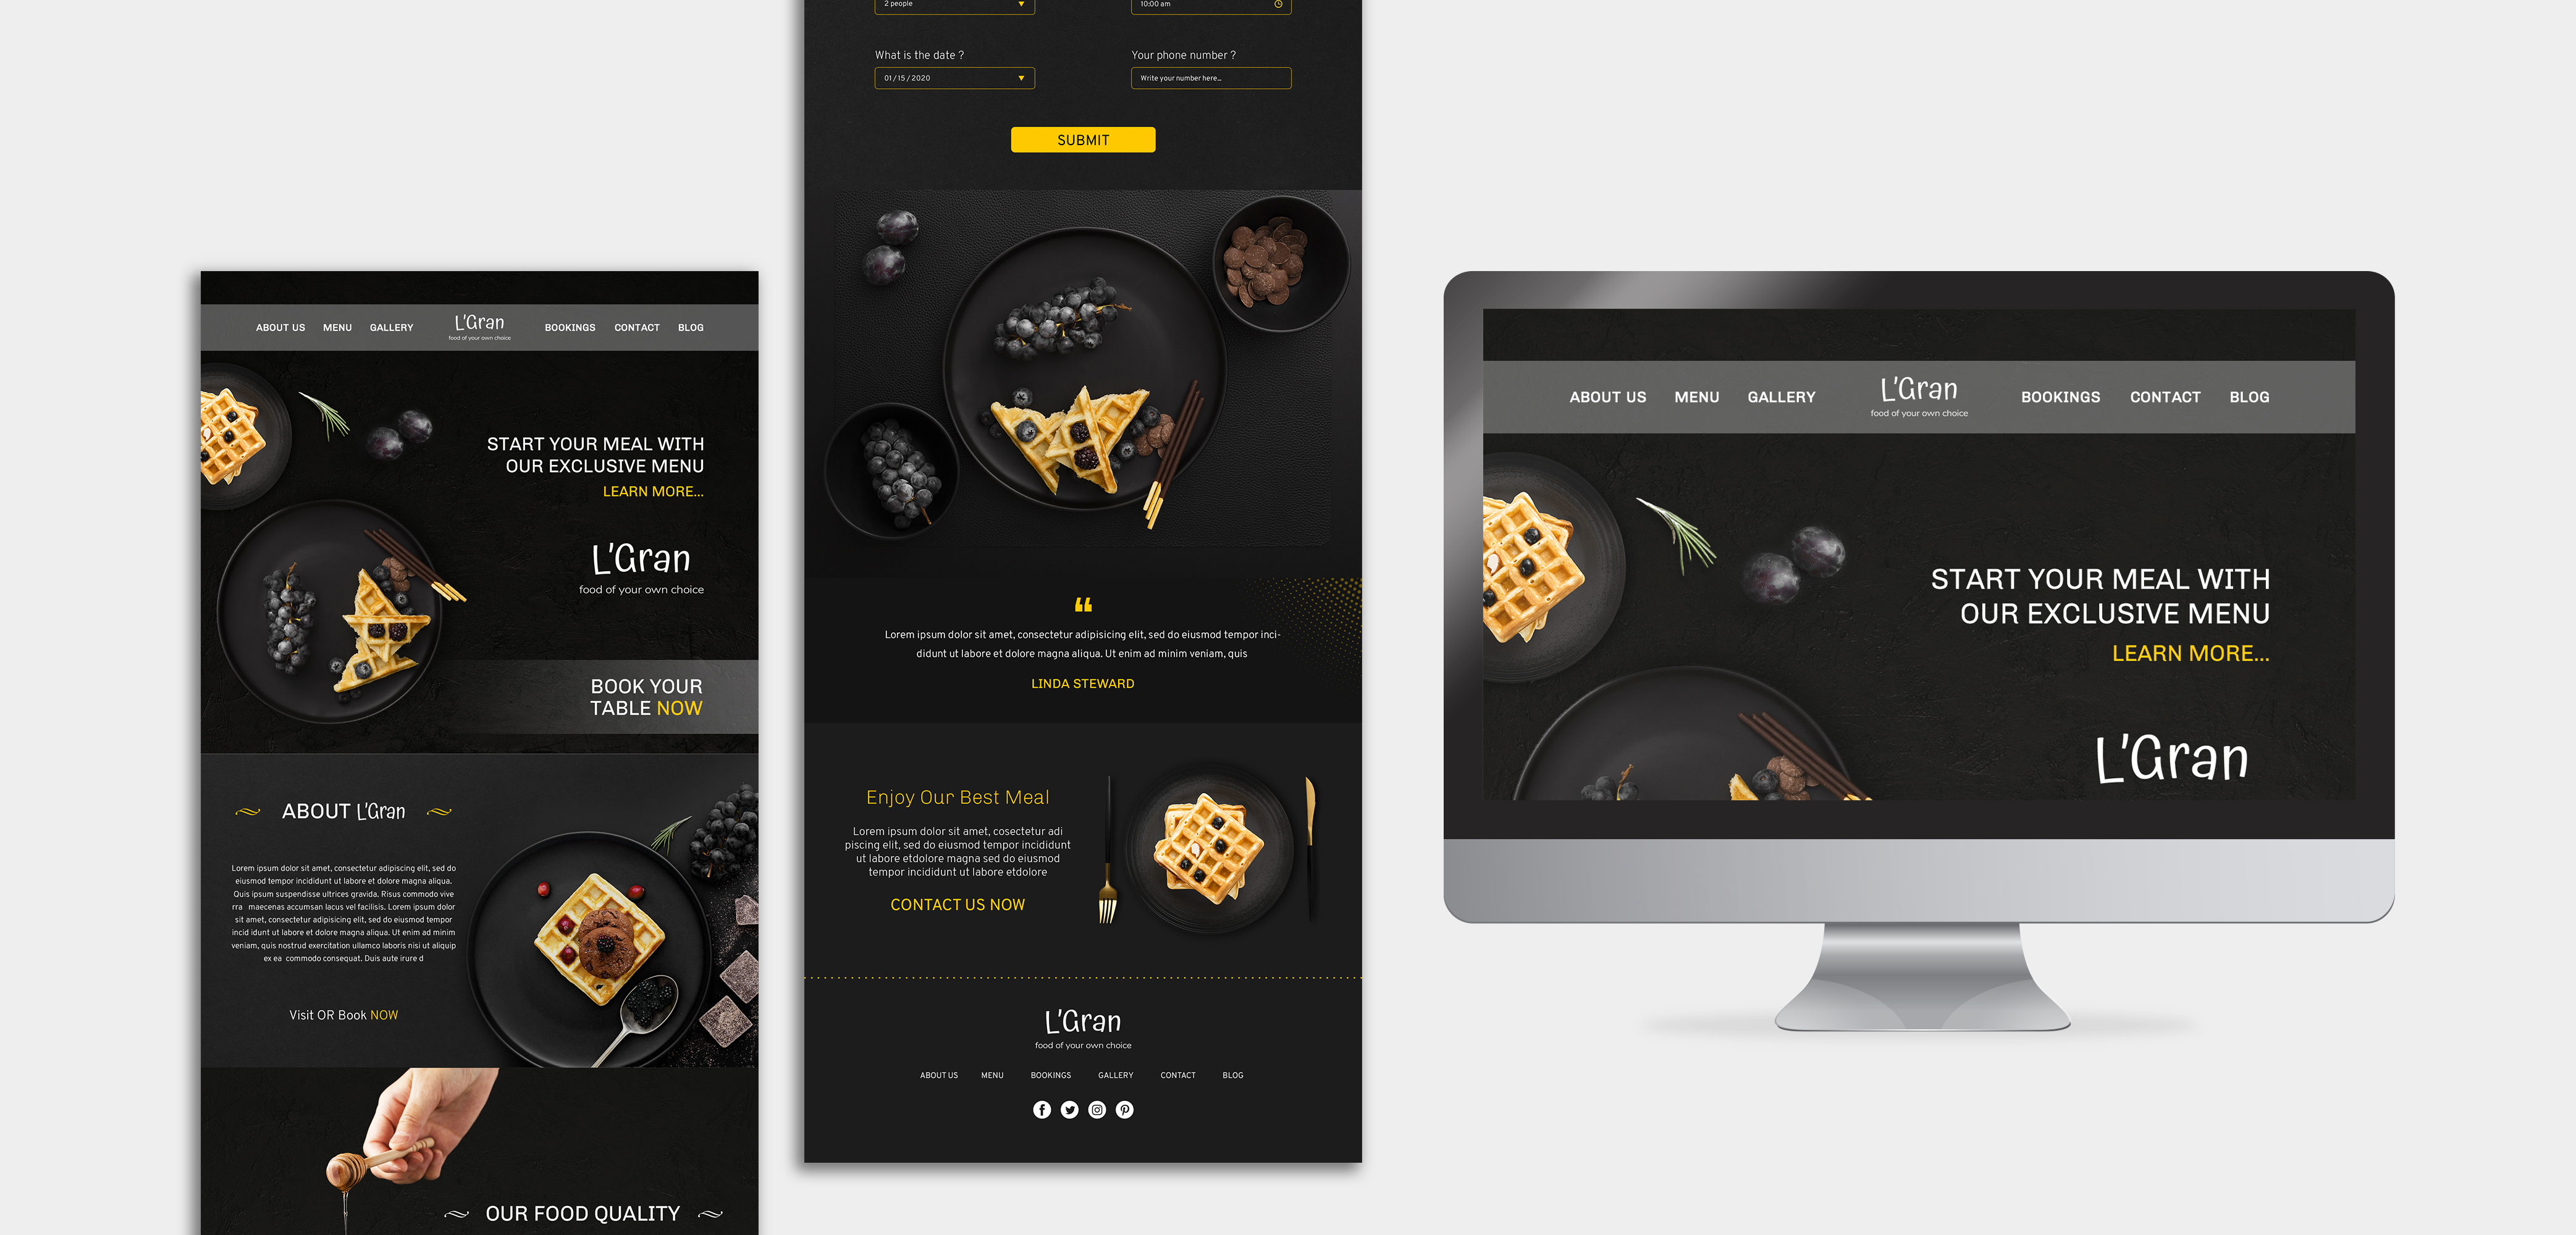 ABOUT US MENU GALLERY L'Gran BOOKINGS CONTACT BLOG
food of your own choice
START YOUR MEAL WITH
OUR EXCLUSIVE MENU
LEARN MORE...
L'Gran
food of your own choice
BOOK YOUR
TABLE NOW
ABOUT L'Gran
Lorem ipsum dolor sit amet, consectetur adipiscing elit, sed do
eiusmod tempor incididunt ut labore et dolore magna aliqua.
Quis ipsum suspendisse ultrices gravida. Risus commodo vive
rra maecenas accumsan lacus vel facilisis. Lorem ipsum dolor
sit amet, consectetur adipisicing elit, sed do eiusmod tempor
incid idunt ut labore et dolore magna aliqua. Ut enim ad minim
veniam, quis nostrud exercitation ullamco laboris nisi ut aliquip
ex ea commodo consequat. Duis aute irure d
Visit OR Book NOW
OUR FOOD QUALITY
2 people 10:00 am
What is the date ? Your phone number ?
01 / 15 / 2020 Write your number here...
SUBMIT
“
Lorem ipsum dolor sit amet, consectetur adipisicing elit, sed do eiusmod tempor inci-
didunt ut labore et dolore magna aliqua. Ut enim ad minim veniam, quis
LINDA STEWARD
Enjoy Our Best Meal
Lorem ipsum dolor sit amet, cosectetur adi
piscing elit, sed do eiusmod tempor incididunt
ut labore etdolore magna sed do eiusmod
tempor incididunt ut labore etdolore
CONTACT US NOW
L'Gran
food of your own choice
ABOUT US MENU BOOKINGS GALLERY CONTACT BLOG
ABOUT US MENU GALLERY L'Gran BOOKINGS CONTACT BLOG
food of your own choice
START YOUR MEAL WITH
OUR EXCLUSIVE MENU
LEARN MORE...
L'Gran